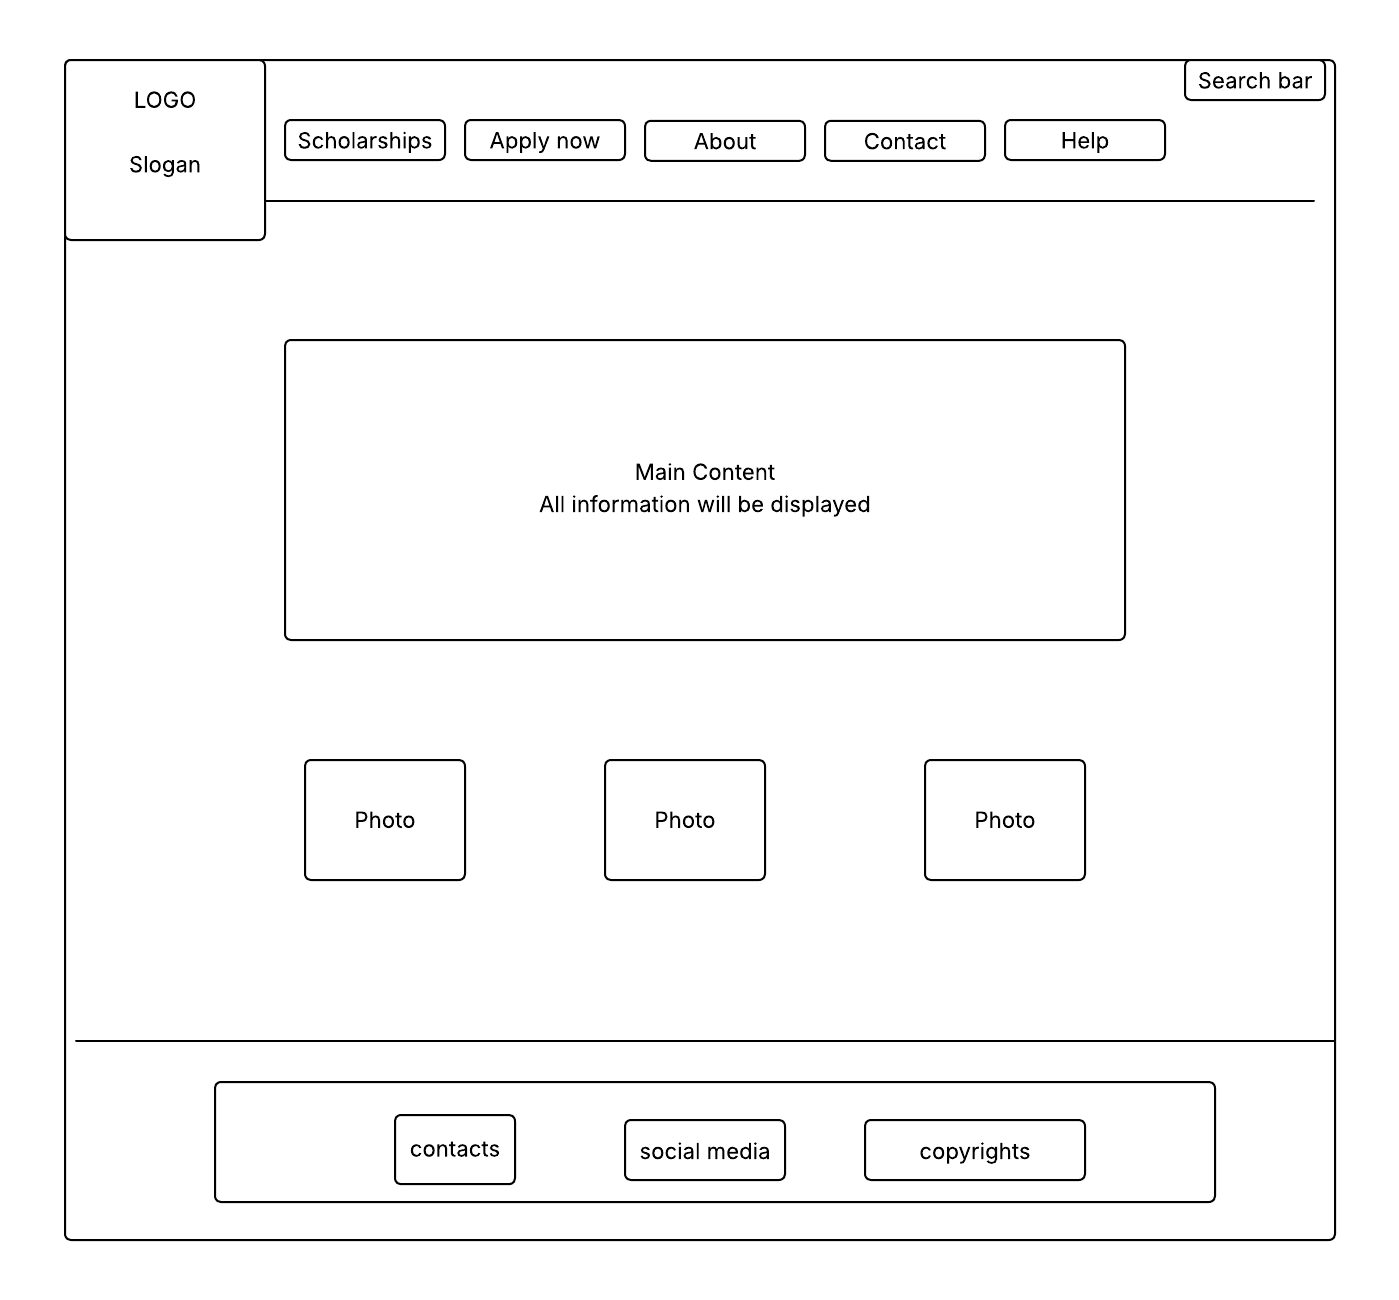 LOGO
Slogan
Search bar
Scholarships
Apply now
About
Contact
Help
Main Content
All information will be displayed
Photo
Photo
Photo
contacts
social media
copyrights